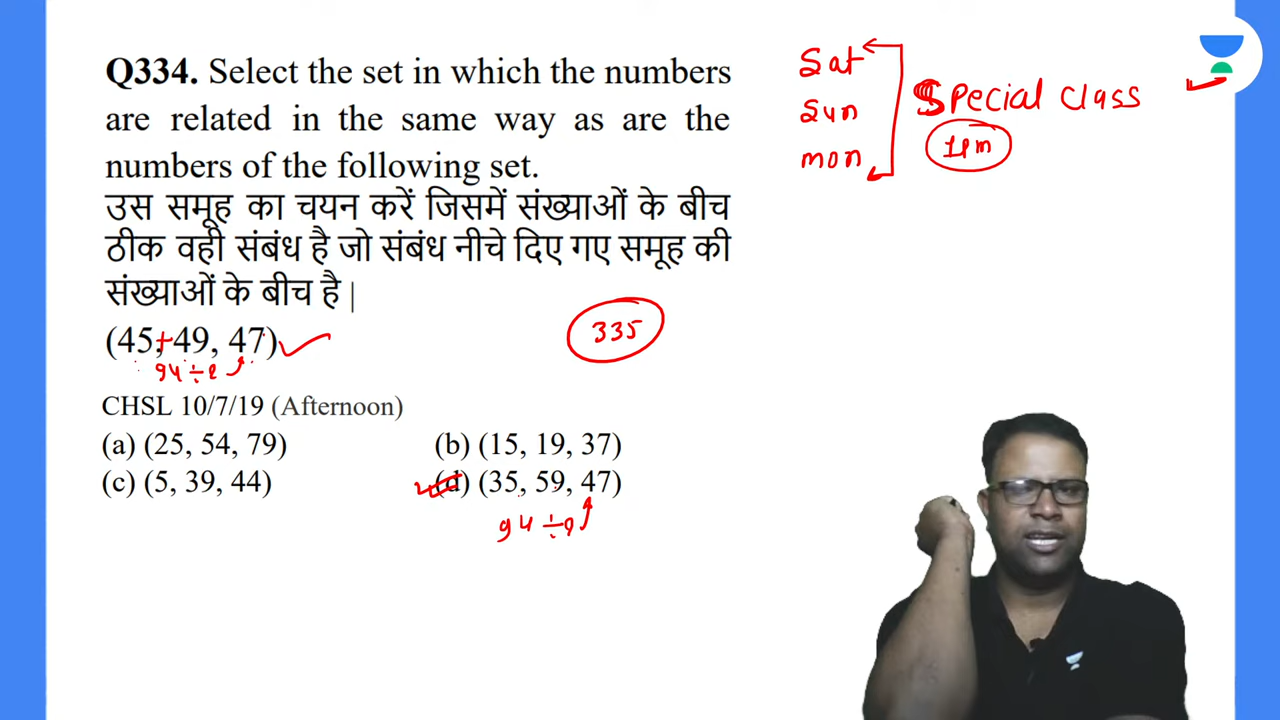 Q334. Select the set in which the numbers
are related in the same way as are the
numbers of the following set.
उस समूह का चयन करें जिसमें संख्याओं के बीच
ठीक वही संबंध है जो संबंध नीचे दिए गए समूह की
संख्याओं के बीच है |
(45, 49, 47)
+
94 ÷ 2
CHSL 10/7/19 (Afternoon)
(a) (25, 54, 79)
(b) (15, 19, 37)
(c) (5, 39, 44)
(d) (35, 59, 47)
94 ÷ 2
335
Sat
Sun
mon
Special class
1pm